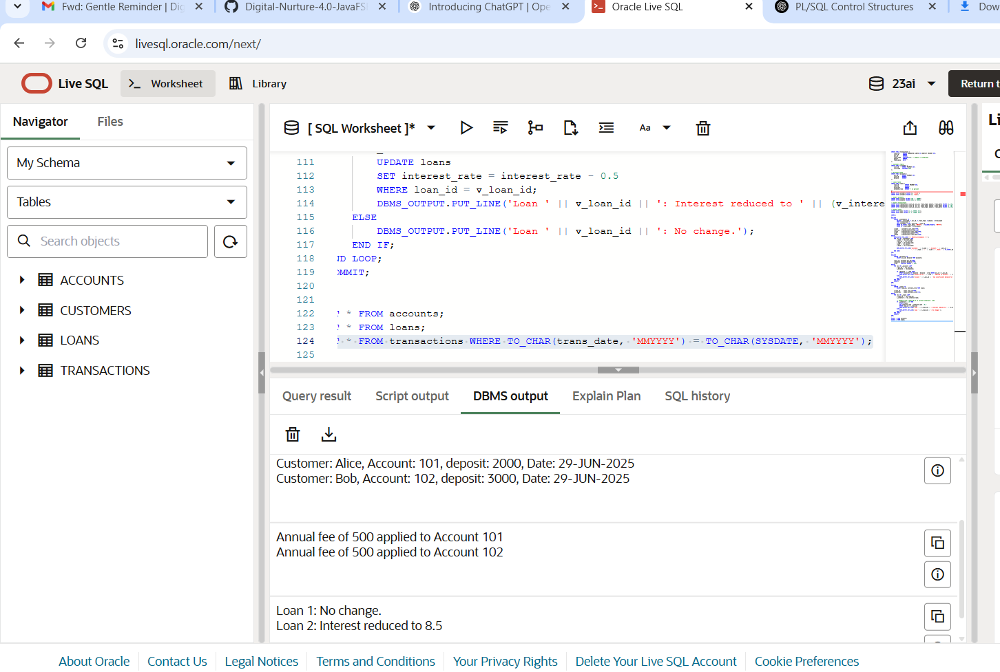 Fwd: Gentle Reminder | Dig
Digital-Nurture-4.0-JavaFS
Introducing ChatGPT | Ope
Oracle Live SQL
PL/SQL Control Structures
Dow
livesql.oracle.com/next/
Live SQL
Worksheet
Library
23ai
Return t
Navigator
Files
[ SQL Worksheet ]*
Aa
Li
My Schema
Tables
Search objects
ACCOUNTS
CUSTOMERS
LOANS
TRANSACTIONS
111 UPDATE loans
112 SET interest_rate = interest_rate - 0.5
113 WHERE loan_id = v_loan_id;
114 DBMS_OUTPUT.PUT_LINE('Loan ' || v_loan_id || ': Interest reduced to ' || (v_intere
115 ELSE
116 DBMS_OUTPUT.PUT_LINE('Loan ' || v_loan_id || ': No change.');
117 END IF;
118 ND LOOP;
119 OMMIT;
120
121
122 T * FROM accounts;
123 T * FROM loans;
124 T * FROM transactions WHERE TO_CHAR(trans_date, 'MMYYYY') = TO_CHAR(SYSDATE, 'MMYYYY');
125
Query result
Script output
DBMS output
Explain Plan
SQL history
Customer: Alice, Account: 101, deposit: 2000, Date: 29-JUN-2025
Customer: Bob, Account: 102, deposit: 3000, Date: 29-JUN-2025
Annual fee of 500 applied to Account 101
Annual fee of 500 applied to Account 102
Loan 1: No change.
Loan 2: Interest reduced to 8.5
About Oracle
Contact Us
Legal Notices
Terms and Conditions
Your Privacy Rights
Delete Your Live SQL Account
Cookie Preferences